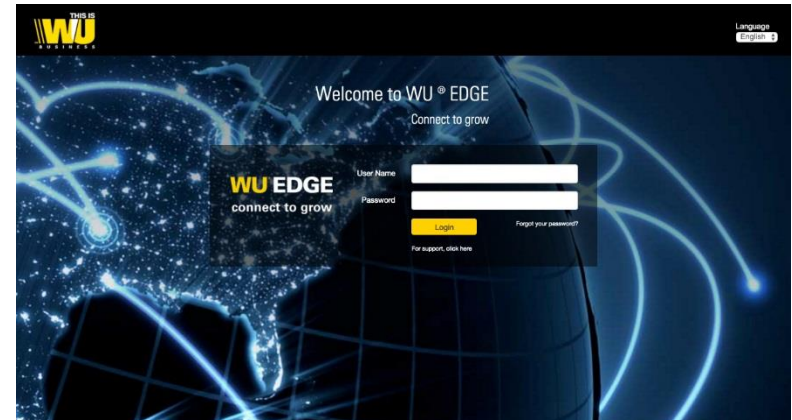 THIS IS
WU
BUSINESS
Language
English
Welcome to WU ® EDGE
Connect to grow
WU EDGE
connect to grow
User Name
Password
Login
Forgot your password?
For support, click here